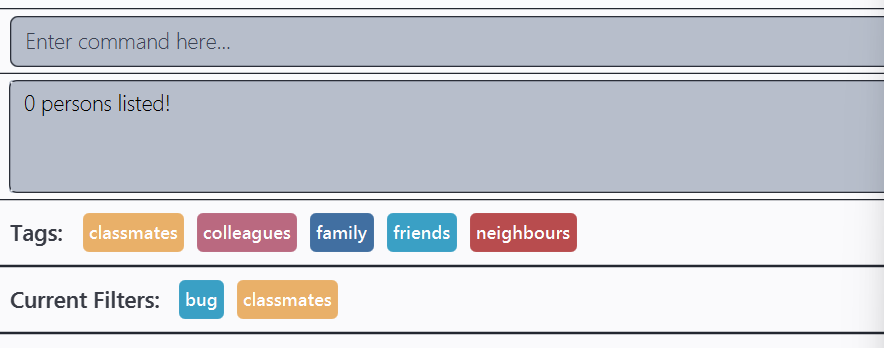 Enter command here...
0 persons listed!
Tags: classmates colleagues family friends neighbours
Current Filters: bug classmates